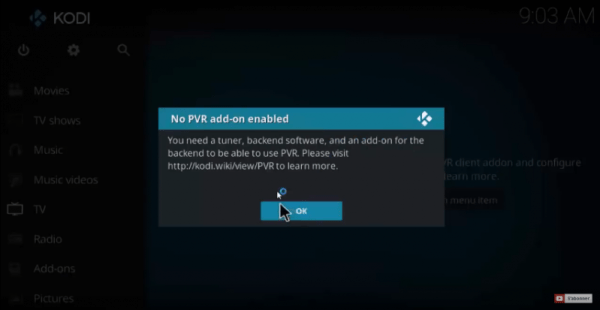 KODI
9:03 AM
Movies
TV shows
Music
Music videos
TV
Radio
Add-ons
Pictures
No PVR add-on enabled
You need a tuner, backend software, and an add-on for the
backend to be able to use PVR. Please visit
http://kodi.wiki/view/PVR to learn more.
OK
VR client addon and configure
learn more.
menu item